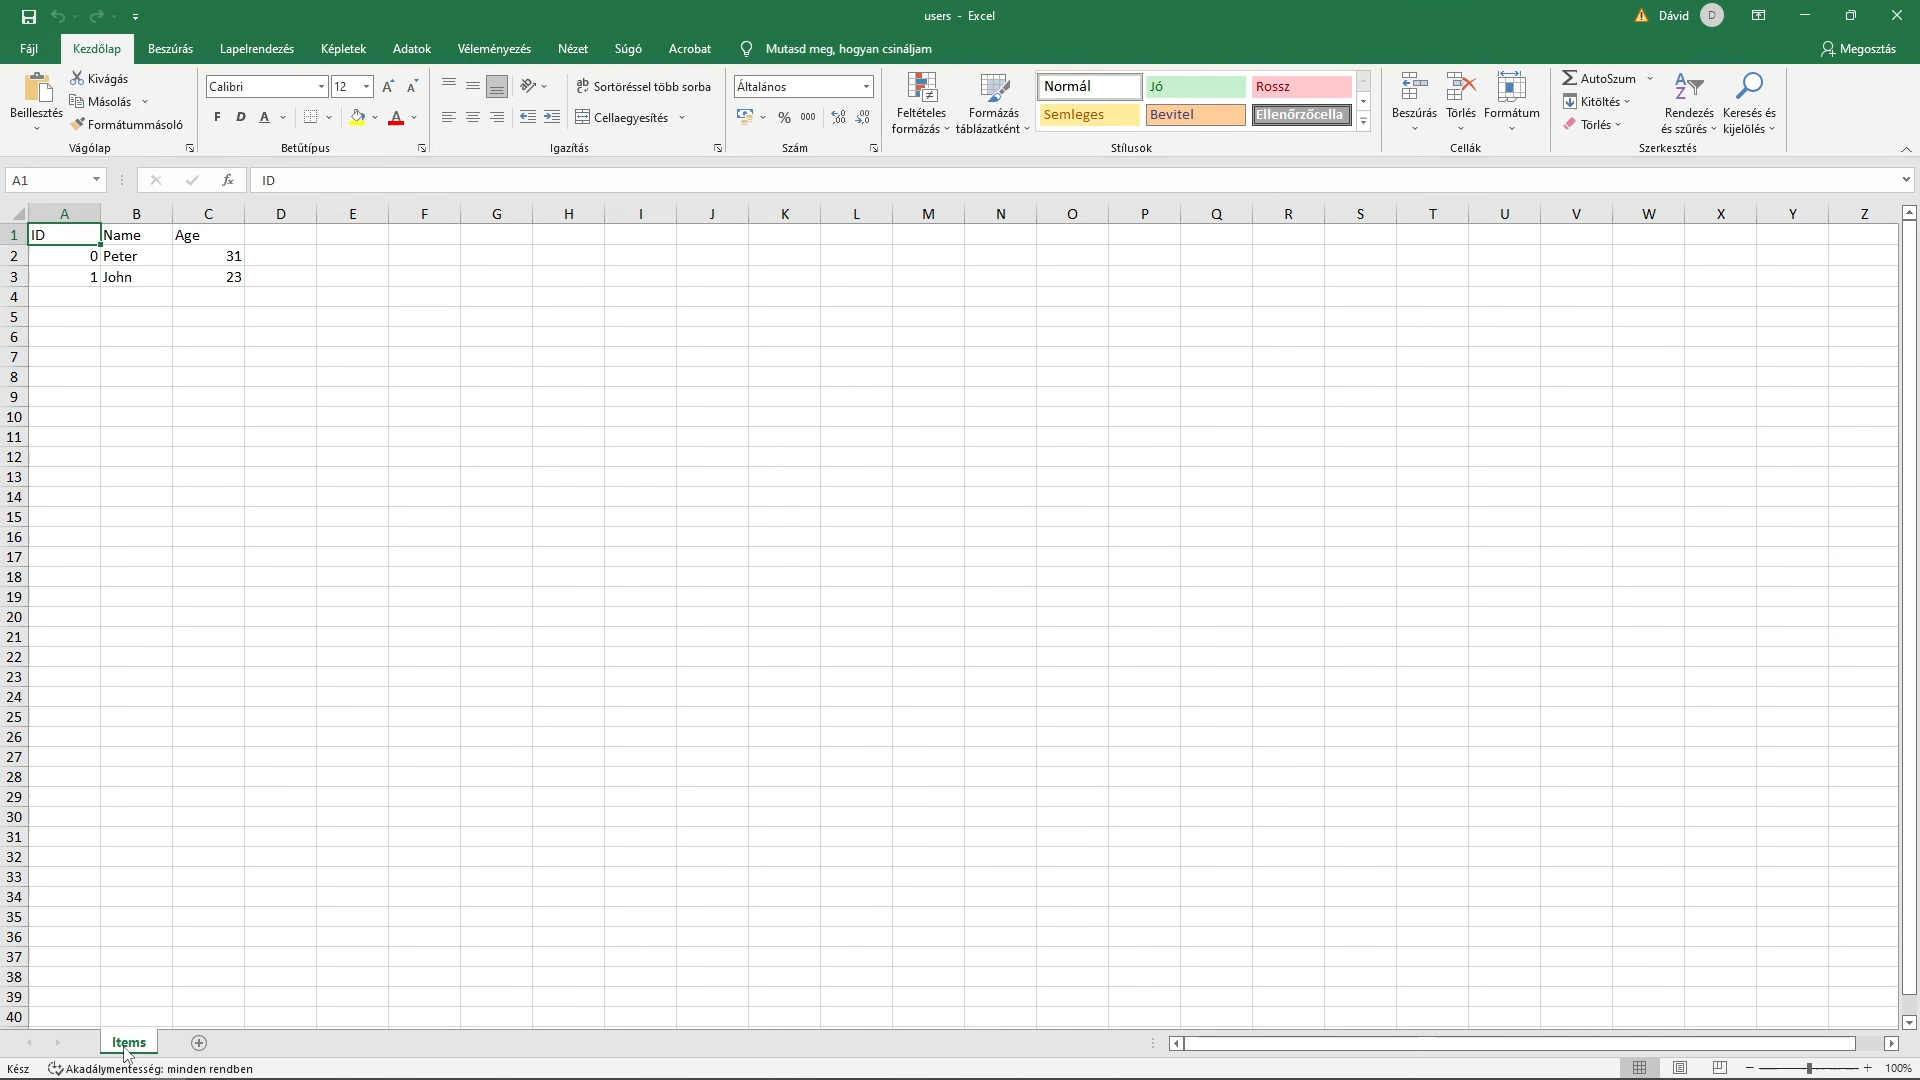 users - Excel
Dávid
D
Fájl
Kezdőlap
Beszúrás
Lapelrendezés
Képletek
Adatok
Véleményezés
Nézet
Súgó
Acrobat
Mutasd meg, hogyan csináljam
Megosztás
Beillesztés
Kivágás
Másolás
Formátummásoló
Vágólap
Calibri
12
A A
F D A A
Betűtípus
Sortöréssel több sorba
Cellaegyesítés
Igazítás
Általános
% 000
Szám
Feltételes
formázás
Formázás
táblázatként
Normál
Jó
Rossz
Semleges
Bevitel
Ellenőrzőcella
Stílusok
Beszúrás
Törlés
Formátum
Cellák
AutoSzum
Kitöltés
Törlés
Rendezés
és szűrés
Keresés és
kijelölés
Szerkesztés
A1
fx
ID
A B C D E F G H I J K L M N O P Q R S T U V W X Y Z
1 ID Name Age
2 0 Peter 31
3 1 John 23
4
5
6
7
8
9
10
11
12
13
14
15
16
17
18
19
20
21
22
23
24
25
26
27
28
29
30
31
32
33
34
35
36
37
38
39
40
Items
Kész
Akadálymentesség: minden rendben
100%